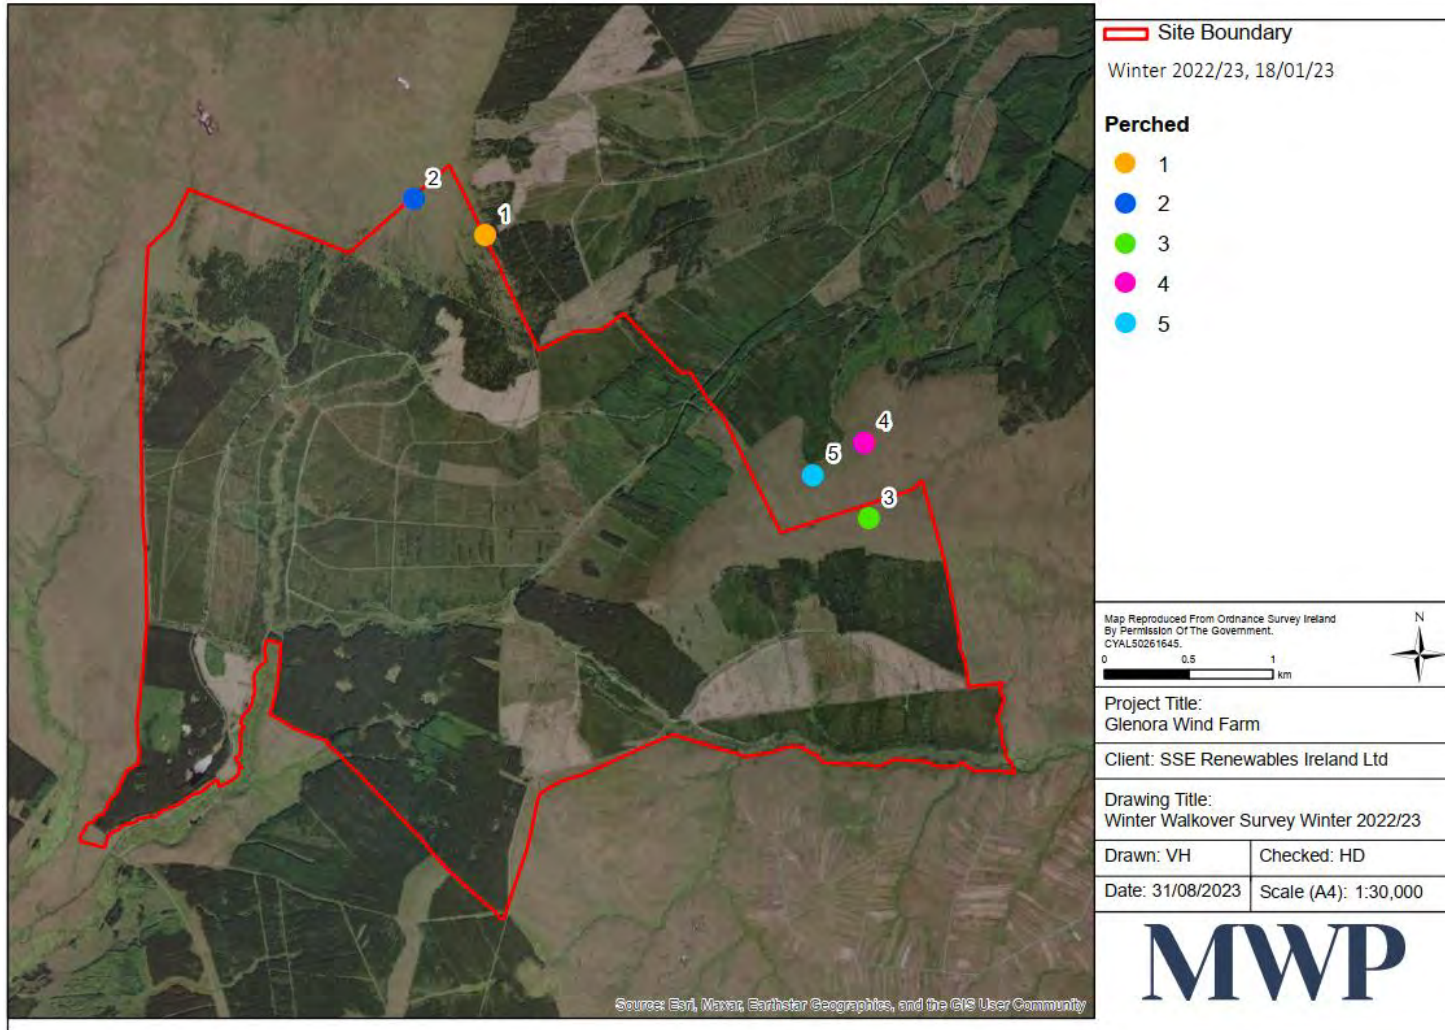 2
1
4
5
3
Source: Esri, Maxar, Earthstar Geographics, and the GIS User Community
Site Boundary
Winter 2022/23, 18/01/23
Perched
1
2
3
4
5
Map Reproduced From Ordnance Survey Ireland
By Permission Of The Government.
CYAL50261645.
N
0 0.5 1
km
Project Title:
Glenora Wind Farm
Client: SSE Renewables Ireland Ltd
Drawing Title:
Winter Walkover Survey Winter 2022/23
Drawn: VH
Checked: HD
Date: 31/08/2023
Scale (A4): 1:30,000
MWP